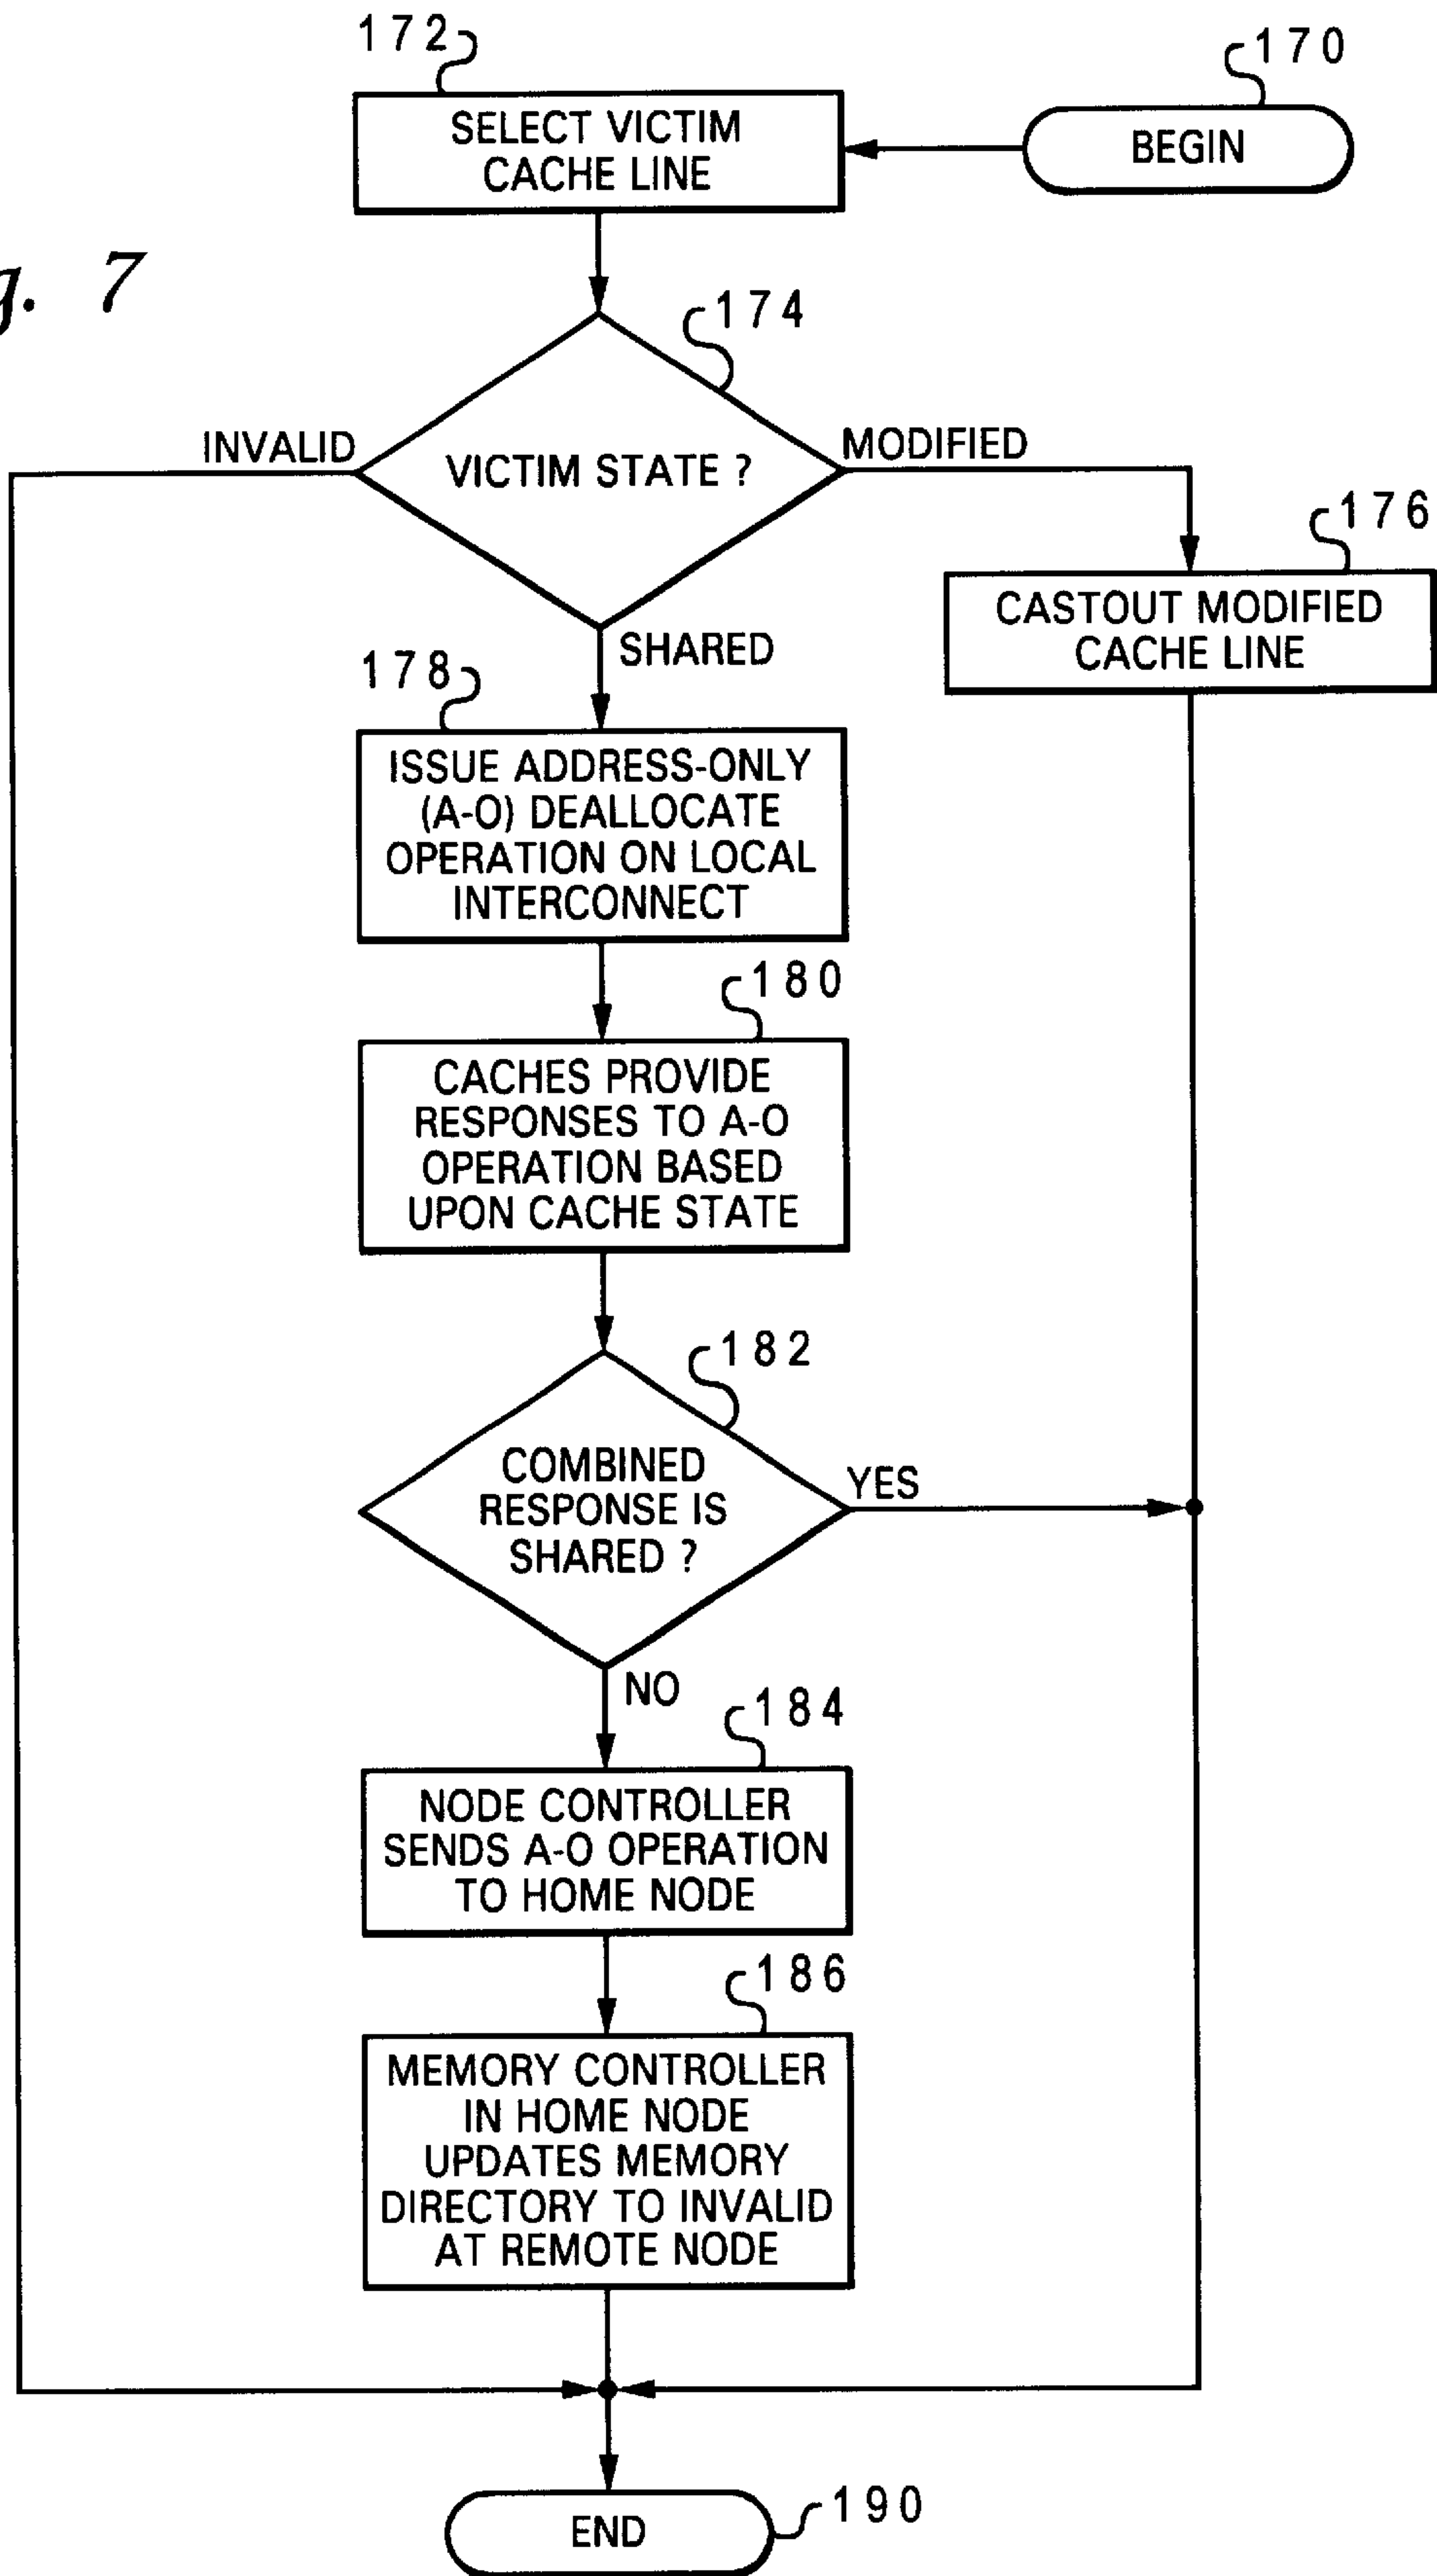 172
170
SELECT VICTIM
CACHE LINE
BEGIN
g. 7
174
INVALID
VICTIM STATE ?
MODIFIED
176
CASTOUT MODIFIED
CACHE LINE
SHARED
178
ISSUE ADDRESS-ONLY
(A-O) DEALLOCATE
OPERATION ON LOCAL
INTERCONNECT
180
CACHES PROVIDE
RESPONSES TO A-O
OPERATION BASED
UPON CACHE STATE
182
COMBINED
RESPONSE IS
SHARED ?
YES
NO
184
NODE CONTROLLER
SENDS A-O OPERATION
TO HOME NODE
186
MEMORY CONTROLLER
IN HOME NODE
UPDATES MEMORY
DIRECTORY TO INVALID
AT REMOTE NODE
END
190